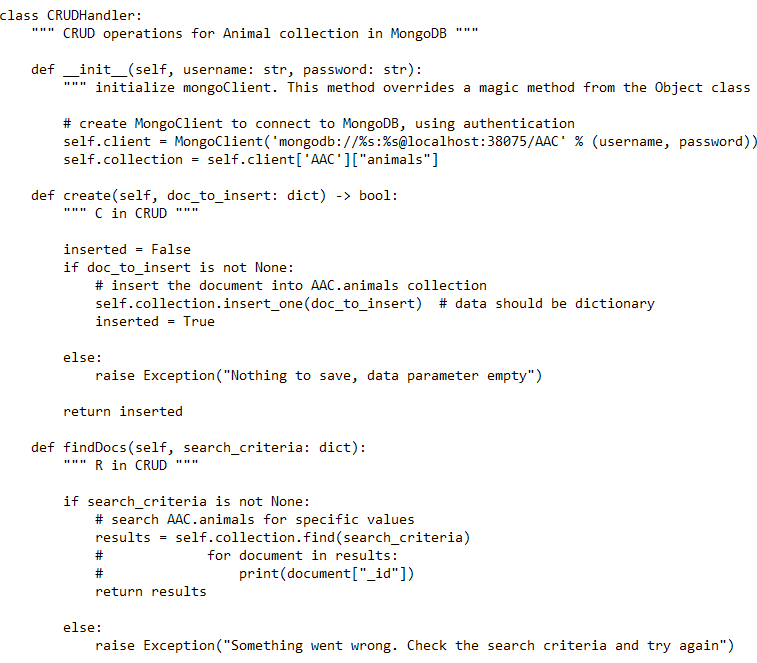 class CRUDHandler:
    """ CRUD operations for Animal collection in MongoDB """
    def __init__(self, username: str, password: str):
        """ initialize mongoClient. This method overrides a magic method from the Object class
        # create MongoClient to connect to MongoDB, using authentication
        self.client = MongoClient('mongodb://%s:%s@localhost:38075/AAC' % (username, password))
        self.collection = self.client['AAC']["animals"]
    def create(self, doc_to_insert: dict) -> bool:
        """ C in CRUD """
        inserted = False
        if doc_to_insert is not None:
            # insert the document into AAC.animals collection
            self.collection.insert_one(doc_to_insert)  # data should be dictionary
            inserted = True
        else:
            raise Exception("Nothing to save, data parameter empty")
        return inserted
    def findDocs(self, search_criteria: dict):
        """ R in CRUD """
        if search_criteria is not None:
            # search AAC.animals for specific values
            results = self.collection.find(search_criteria)
            #             for document in results:
            #                 print(document["_id"])
            return results
        else:
            raise Exception("Something went wrong. Check the search criteria and try again")